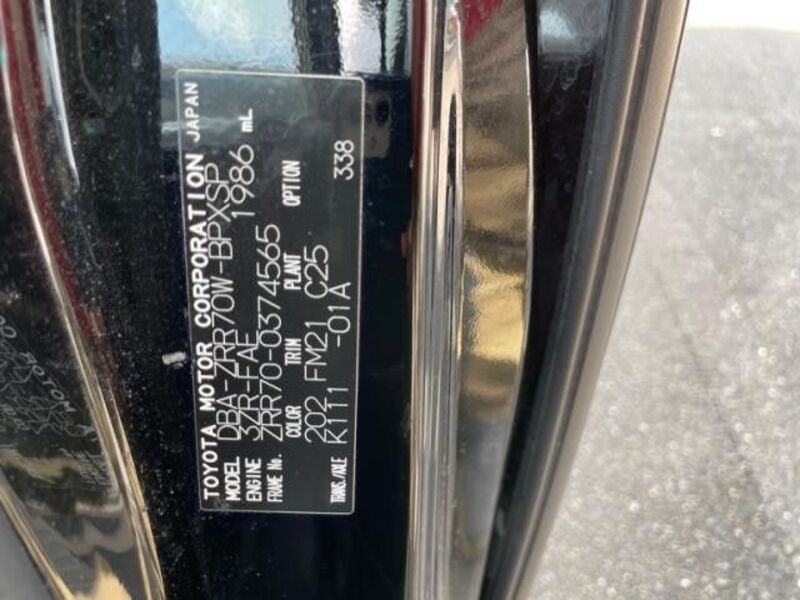 TOYOTA MOTOR CORPORATION JAPAN
MODEL DBA-ZRR70W-BPXSP
ENGINE 3ZR-FAE 1986 mL
FRAME No. ZRR70-0374565
COLOR TRIM PLANT OPTION
202 FM21 C25 338
TRANS./AXLE K111 -01A